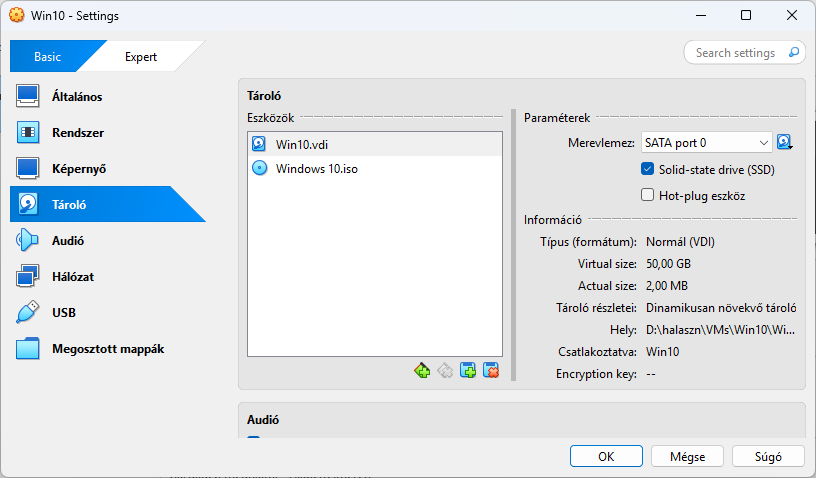 Win10 - Settings
Basic
Expert
Search settings
Általános
Rendszer
Képernyő
Tároló
Audió
Hálózat
USB
Megosztott mappák
Tároló
Eszközök
Win10.vdi
Windows 10.iso
Paraméterek
Merevlemez: SATA port 0
Solid-state drive (SSD)
Hot-plug eszköz
Információ
Típus (formátum): Normál (VDI)
Virtual size: 50,00 GB
Actual size: 2,00 MB
Tároló részletei: Dinamikusan növekvő tároló
Hely: D:\halaszn\VMs\Win10\Wi...
Csatlakoztatva: Win10
Encryption key: --
Audió
OK
Mégse
Súgó